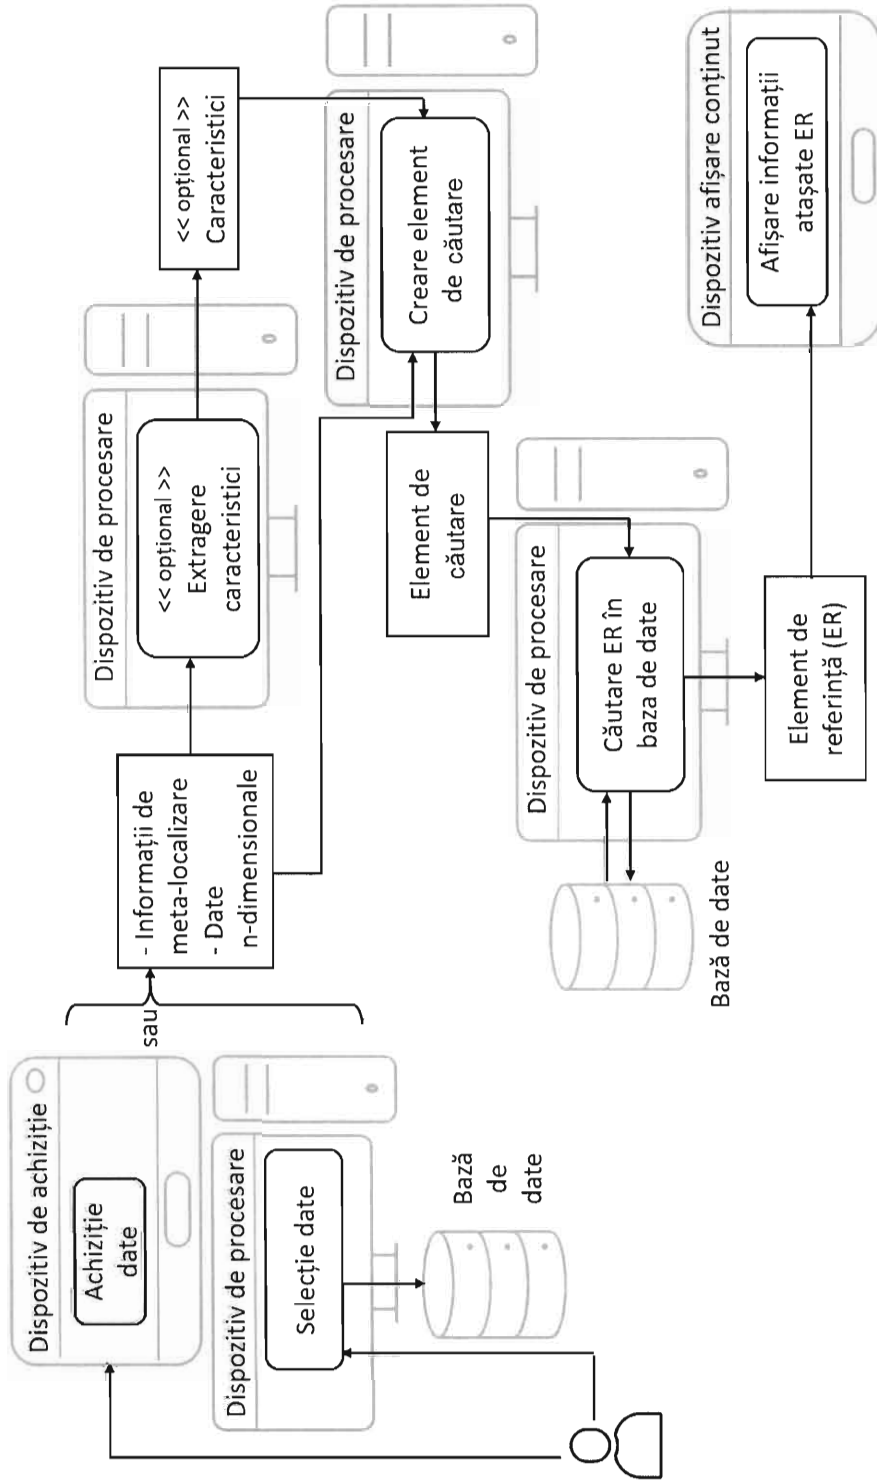 Dispozitiv de achiziție
Achiziție
date
Dispozitiv de procesare
Selecție date
Bază
de
date
sau
- Informații de
meta-localizare
- Date
n-dimensionale
Dispozitiv de procesare
<< opțional >>
Extragere
caracteristici
<< opțional >>
Caracteristici
Dispozitiv de procesare
Creare element
de căutare
Element de
căutare
Dispozitiv de procesare
Căutare ER în
baza de date
Bază de date
Element de
referință (ER)
Dispozitiv afișare conținut
Afișare informații
atașate ER